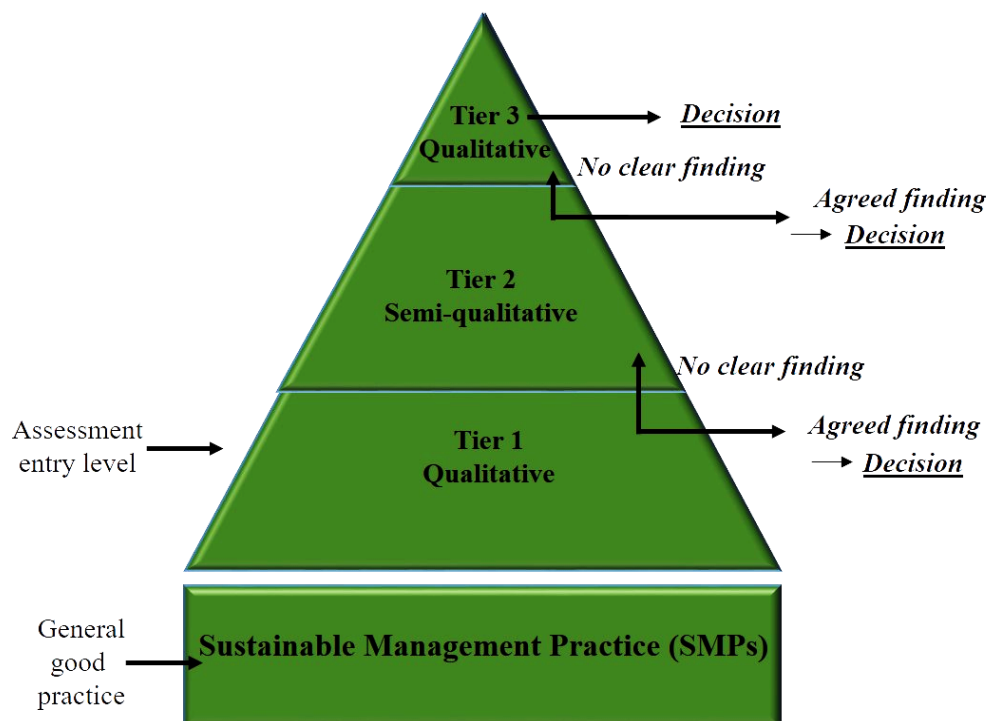 Tier 3
Qualitative
Decision
No clear finding
Agreed finding
Decision
Tier 2
Semi-qualitative
No clear finding
Agreed finding
Decision
Assessment
entry level
Tier 1
Qualitative
General
good
practice
Sustainable Management Practice (SMPs)